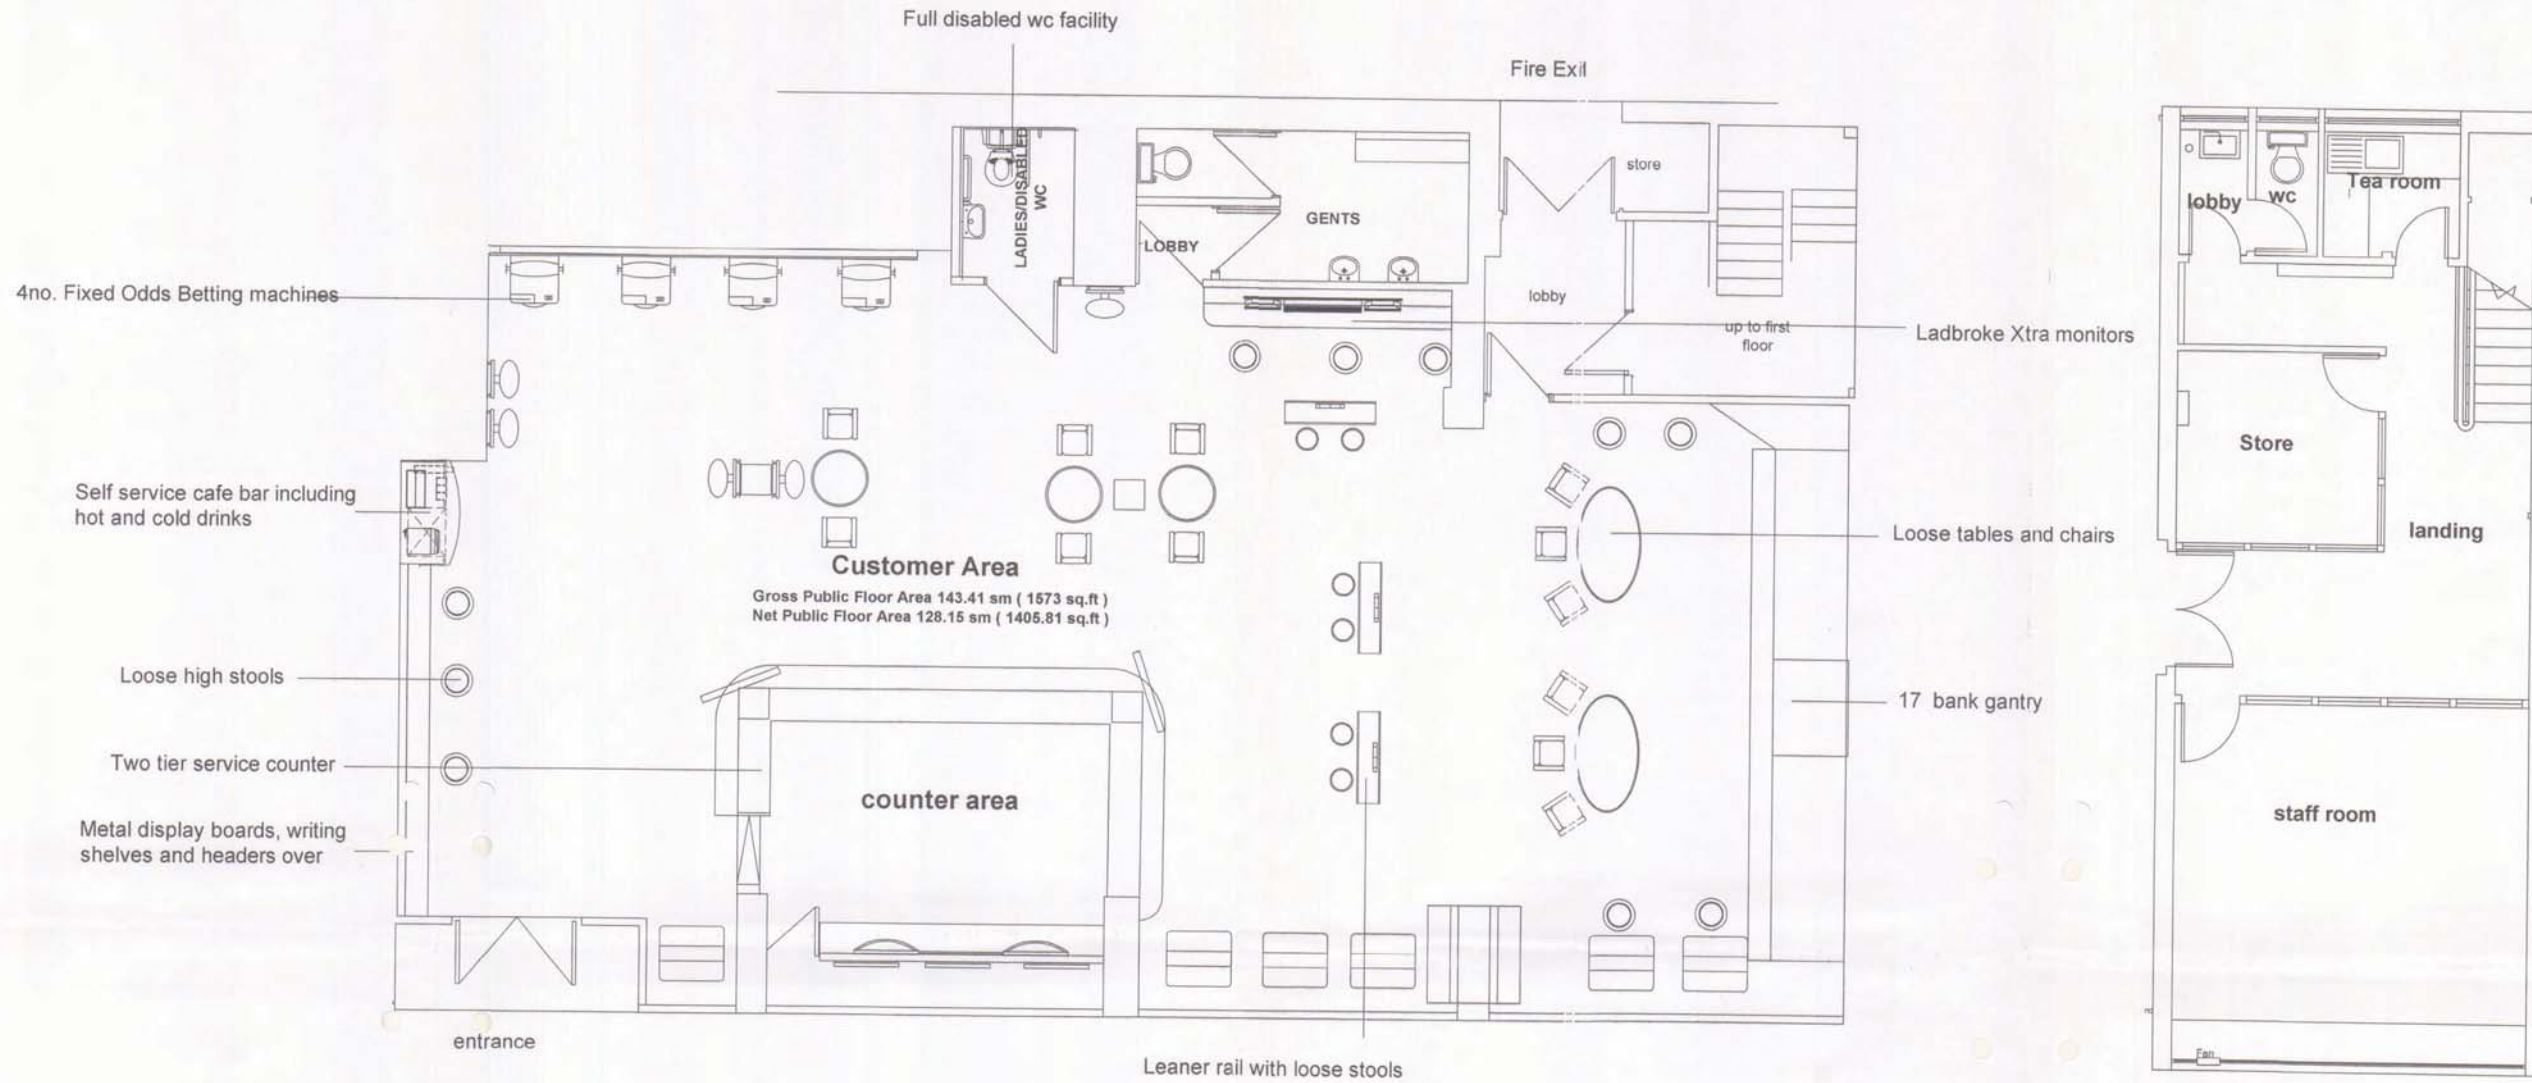 Full disabled wc facility
Fire Exit
4no. Fixed Odds Betting machines
LADIES/DISABLED
WC
LOBBY
GENTS
store
lobby
up to first
floor
Ladbroke Xtra monitors
Self service cafe bar including
hot and cold drinks
Customer Area
Gross Public Floor Area 143.41 sm ( 1573 sq.ft )
Net Public Floor Area 128.15 sm ( 1405.81 sq.ft )
Loose tables and chairs
Loose high stools
17 bank gantry
Two tier service counter
counter area
Metal display boards, writing
shelves and headers over
entrance
Leaner rail with loose stools
lobby
wc
Tea room
Store
landing
staff room
Fan